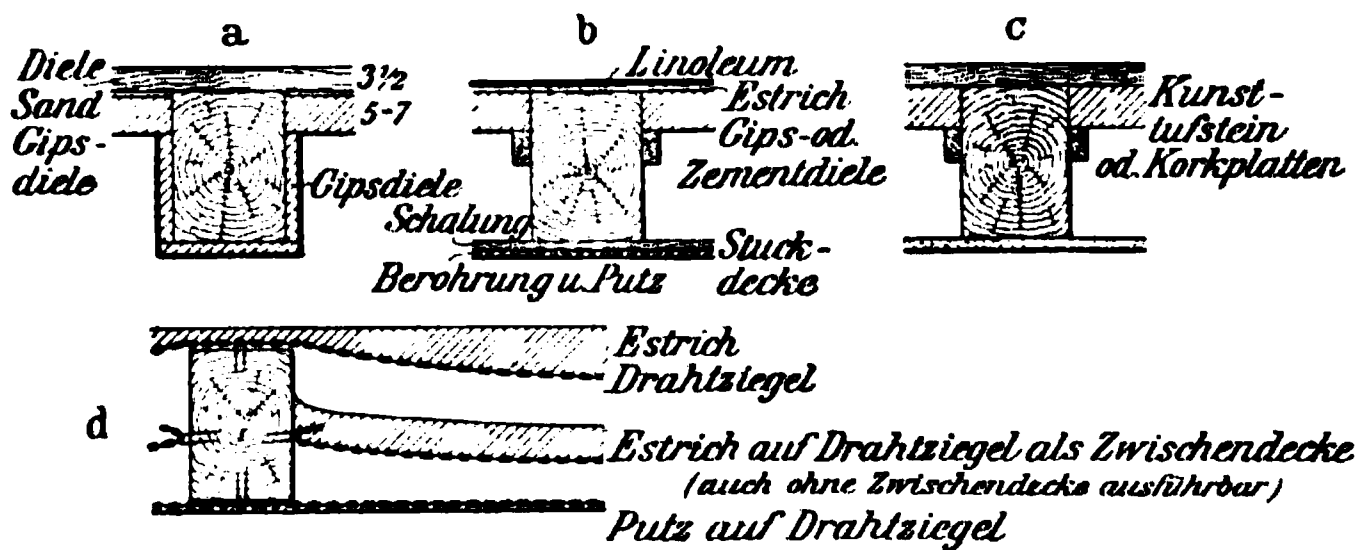 a
Diele
Sand
Gips-
diele
3½
5-7
Gipsdiele
b
Linoleum
Estrich
Gips-od.
Zementdiele
Schalung
Stuck-
decke
Berohrung u. Putz
c
Kunst-
tufstein
od. Korkplatten
d
Estrich
Drahtziegel
Estrich auf Drahtziegel als Zwischendecke
(auch ohne Zwischendecke ausführbar)
Putz auf Drahtziegel